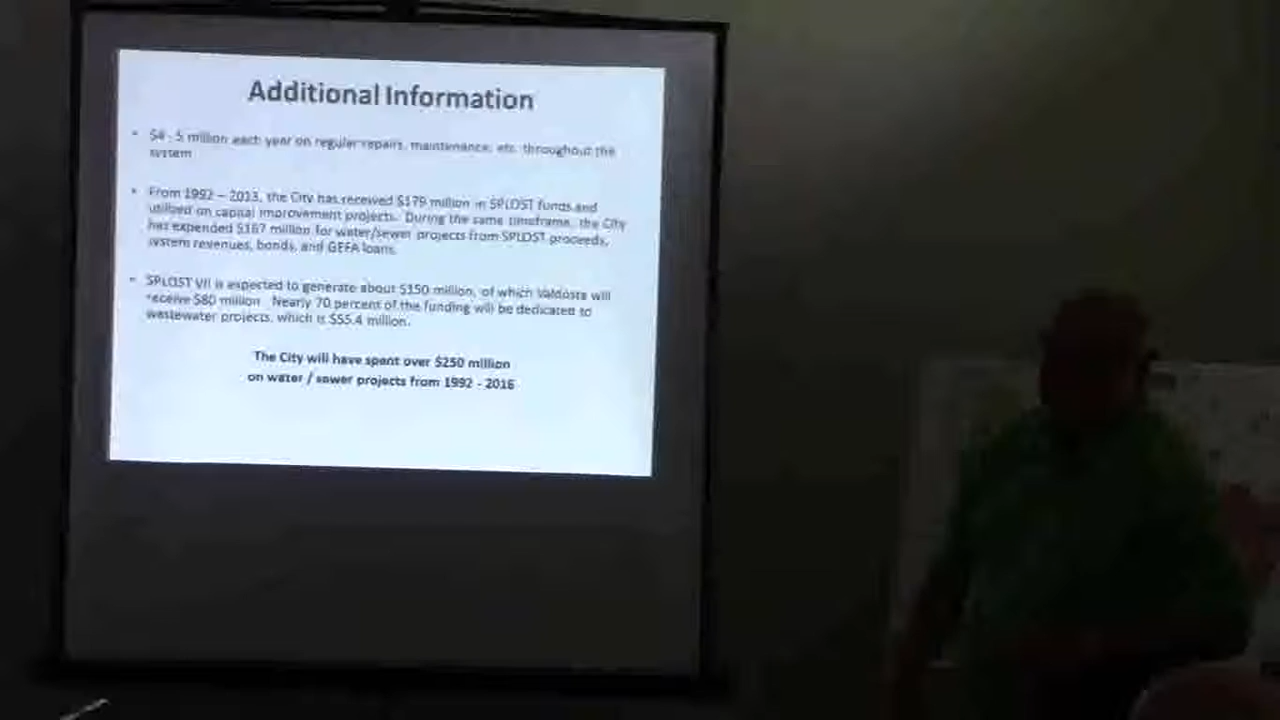 Additional Information
• $4 - 5 million each year on regular repairs, maintenance, etc. throughout the
system
• From 1992 – 2013, the City has received $179 million in SPLOST funds and
utilized on capital improvement projects. During the same timeframe, the City
has expended $167 million for water/sewer projects from SPLOST proceeds,
system revenues, bonds, and GEFA loans.
• SPLOST VII is expected to generate about $150 million, of which Valdosta will
receive $80 million. Nearly 70 percent of the funding will be dedicated to
wastewater projects, which is $55.4 million.
The City will have spent over $250 million
on water / sewer projects from 1992 - 2016